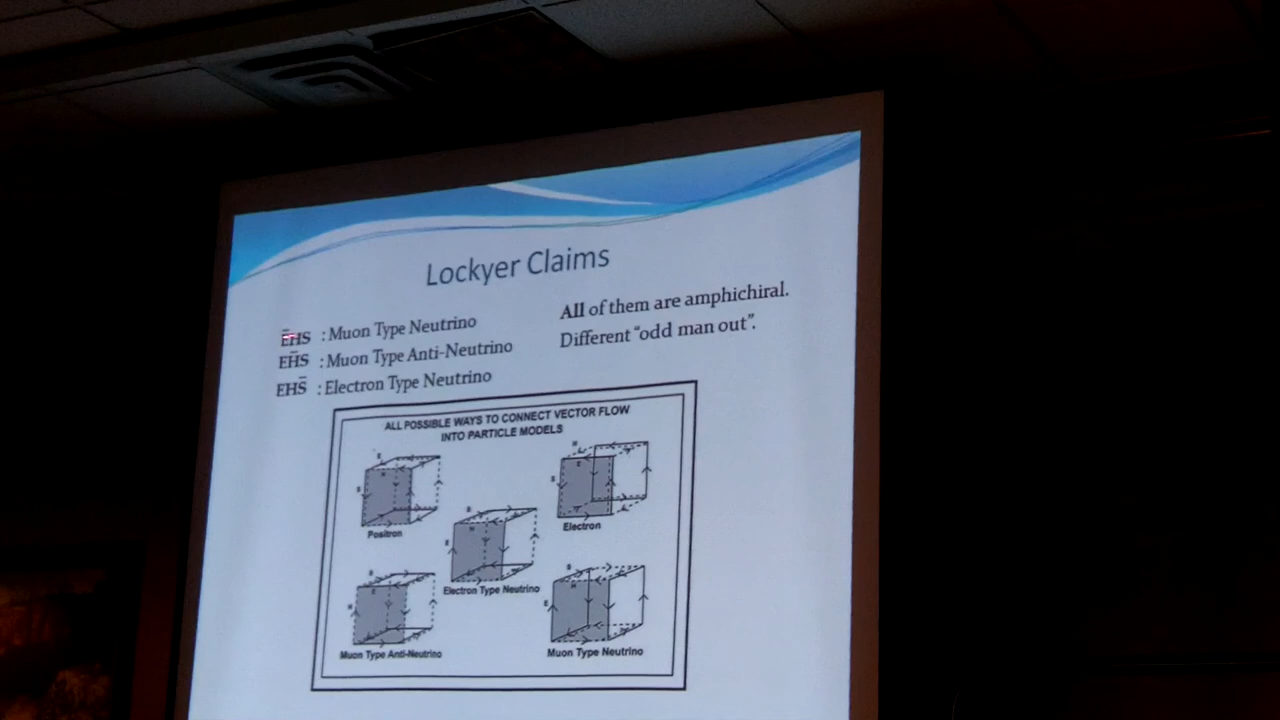 Lockyer Claims
ĒHS : Muon Type Neutrino
EH̄S : Muon Type Anti-Neutrino
EHS̄ : Electron Type Neutrino
All of them are amphichiral.
Different “odd man out”.
ALL POSSIBLE WAYS TO CONNECT VECTOR FLOW
INTO PARTICLE MODELS
Positron
Electron
Electron Type Neutrino
Muon Type Anti-Neutrino
Muon Type Neutrino